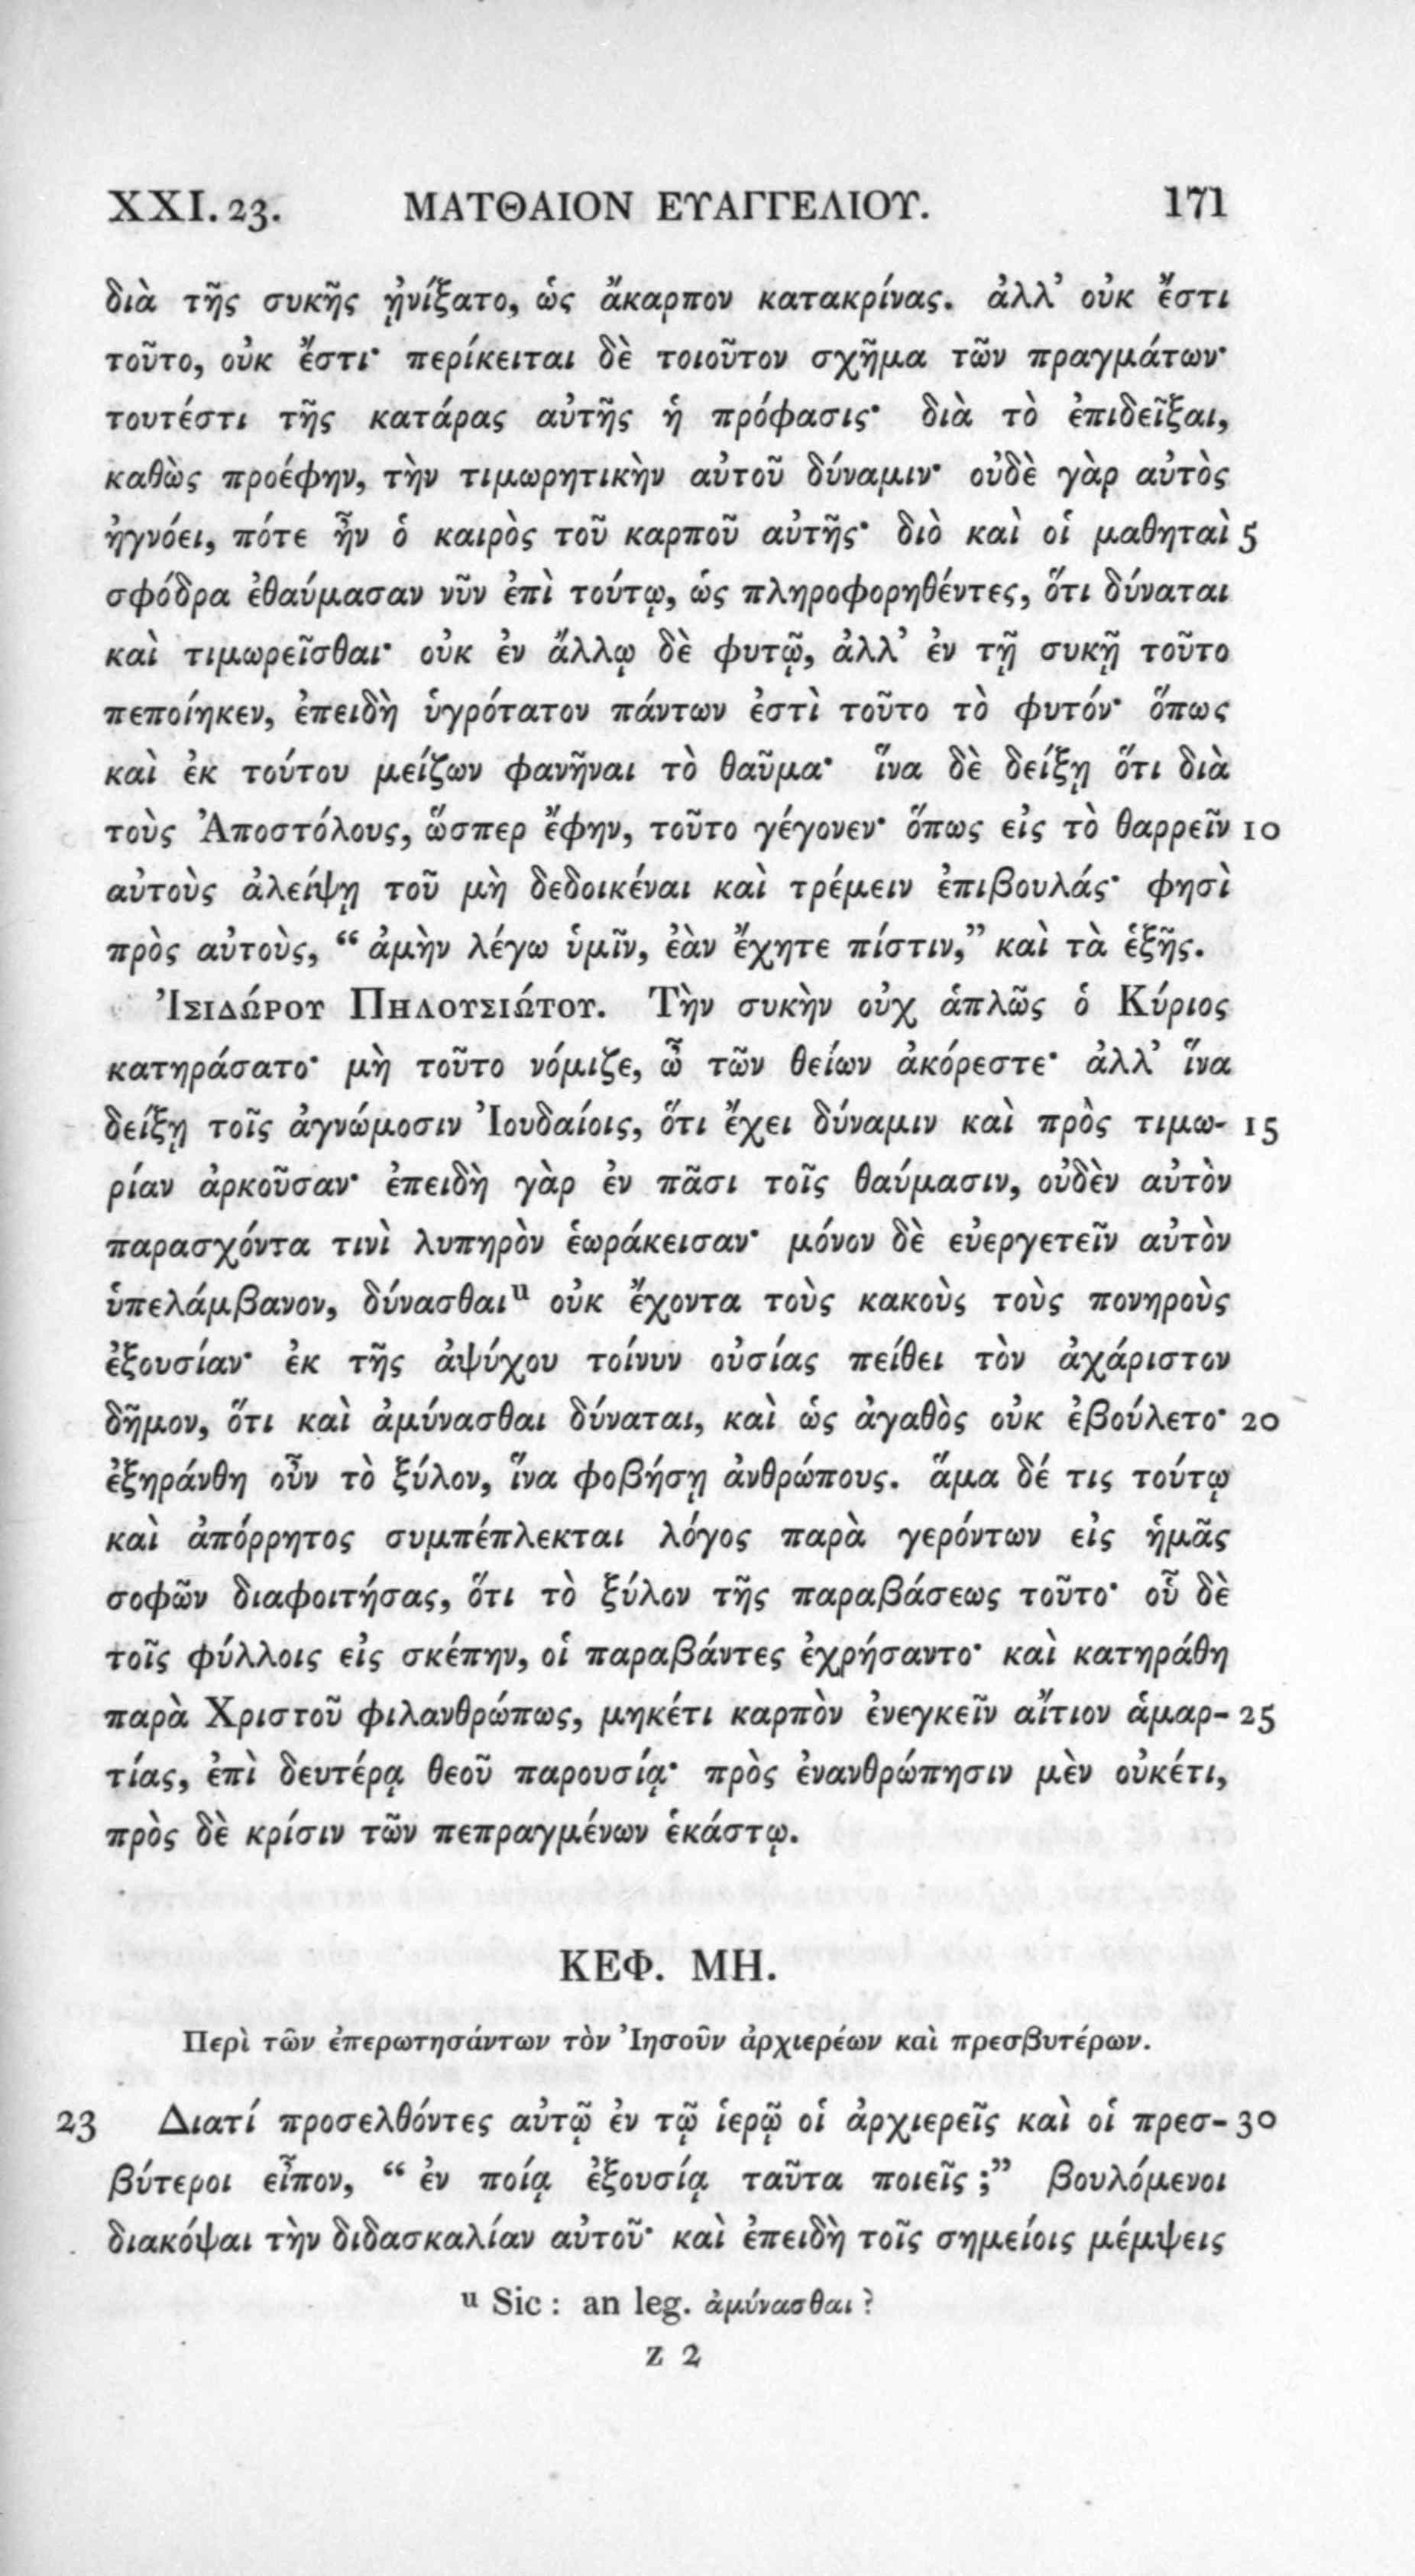 XXI. 23. ΜΑΤΘΑΙΟΝ ΕΥΑΓΓΕΛΙΟΥ. 171
διὰ τῆς συκῆς ᾐνίξατο, ὡς ἄκαρπον κατακρίνας. ἀλλ’ οὐκ ἔστι
τοῦτο, οὐκ ἔστι· περίκειται δὲ τοιοῦτον σχῆμα τῶν πραγμάτων·
τουτέστι τῆς κατάρας αὐτῆς ἡ πρόφασις· διὰ τὸ ἐπιδεῖξαι,
καθὼς προέφην, τὴν τιμωρητικὴν αὐτοῦ δύναμιν· οὐδὲ γὰρ αὐτὸς
ἠγνόει, πότε ἦν ὁ καιρὸς τοῦ καρποῦ αὐτῆς· διὸ καὶ οἱ μαθηταὶ 5
σφόδρα ἐθαύμασαν νῦν ἐπὶ τούτῳ, ὡς πληροφορηθέντες, ὅτι δύναται
καὶ τιμωρεῖσθαι· οὐκ ἐν ἄλλῳ δὲ φυτῷ, ἀλλ’ ἐν τῇ συκῇ τοῦτο
πεποίηκεν, ἐπειδὴ ὑγρότατον πάντων ἐστὶ τοῦτο τὸ φυτόν· ὅπως
καὶ ἐκ τούτου μείζων φανῆναι τὸ θαῦμα· ἵνα δὲ δείξῃ ὅτι διὰ
τοὺς Ἀποστόλους, ὥσπερ ἔφην, τοῦτο γέγονεν· ὅπως εἰς τὸ θαρρεῖν 10
αὐτοὺς ἀλείψῃ τοῦ μὴ δεδοικέναι καὶ τρέμειν ἐπιβουλάς· φησὶ
πρὸς αὐτοὺς, “ ἀμὴν λέγω ὑμῖν, ἐὰν ἔχητε πίστιν,” καὶ τὰ ἑξῆς.
Ἰσιδώρου Πηλουσιώτου. Τὴν συκὴν οὐχ ἁπλῶς ὁ Κύριος
κατηράσατο· μὴ τοῦτο νόμιζε, ὦ τῶν θείων ἀκόρεστε· ἀλλ’ ἵνα
δείξῃ τοῖς ἀγνώμοσιν Ἰουδαίοις, ὅτι ἔχει δύναμιν καὶ πρὸς τιμω- 15
ρίαν ἀρκοῦσαν· ἐπειδὴ γὰρ ἐν πᾶσι τοῖς θαύμασιν, οὐδὲν αὐτὸν
παρασχόντα τινὶ λυπηρὸν ἑωράκεισαν· μόνον δὲ εὐεργετεῖν αὐτὸν
ὑπελάμβανον, δύνασθαι<sup>u</sup> οὐκ ἔχοντα τοὺς κακοὺς τοὺς πονηροὺς
ἐξουσίαν· ἐκ τῆς ἀψύχου τοίνυν οὐσίας πείθει τὸν ἀχάριστον
δῆμον, ὅτι καὶ ἀμύνασθαι δύναται, καὶ ὡς ἀγαθὸς οὐκ ἐβούλετο· 20
ἐξηράνθη οὖν τὸ ξύλον, ἵνα φοβήσῃ ἀνθρώπους. ἅμα δέ τις τούτῳ
καὶ ἀπόρρητος συμπέπλεκται λόγος παρὰ γερόντων εἰς ἡμᾶς
σοφῶν διαφοιτήσας, ὅτι τὸ ξύλον τῆς παραβάσεως τοῦτο· οὗ δὲ
τοῖς φύλλοις εἰς σκέπην, οἱ παραβάντες ἐχρήσαντο· καὶ κατηράθη
παρὰ Χριστοῦ φιλανθρώπως, μηκέτι καρπὸν ἐνεγκεῖν αἴτιον ἁμαρ- 25
τίας, ἐπὶ δευτέρᾳ θεοῦ παρουσίᾳ· πρὸς ἐνανθρώπησιν μὲν οὐκέτι,
πρὸς δὲ κρίσιν τῶν πεπραγμένων ἑκάστῳ.
ΚΕΦ. ΜΗ.
Περὶ τῶν ἐπερωτησάντων τὸν Ἰησοῦν ἀρχιερέων καὶ πρεσβυτέρων.
23 Διατί προσελθόντες αὐτῷ ἐν τῷ ἱερῷ οἱ ἀρχιερεῖς καὶ οἱ πρεσ- 30
βύτεροι εἶπον, “ ἐν ποίᾳ ἐξουσίᾳ ταῦτα ποιεῖς ;” βουλόμενοι
διακόψαι τὴν διδασκαλίαν αὐτοῦ· καὶ ἐπειδὴ τοῖς σημείοις μέμψεις
u Sic : an leg. ἀμύνασθαι ?
z 2